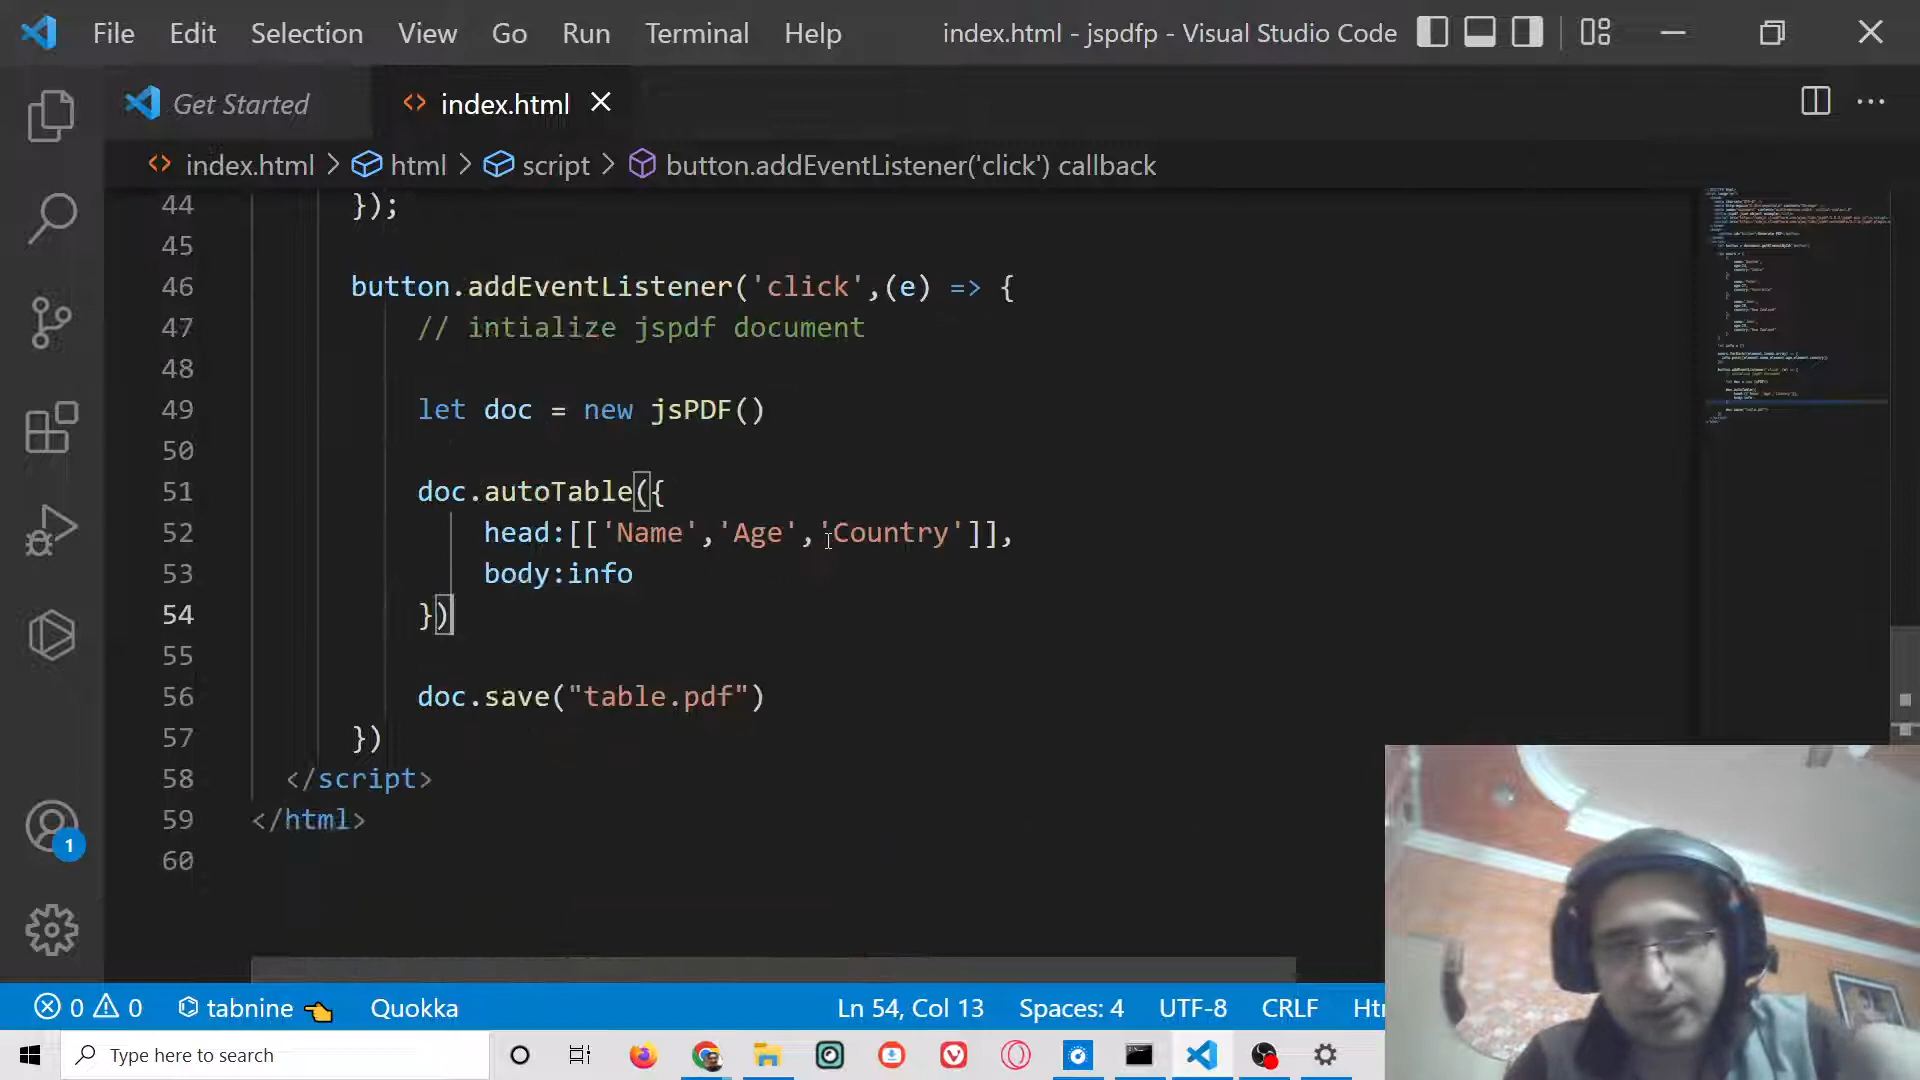 File Edit Selection View Go Run Terminal Help index.html - jspdfp - Visual Studio Code
Get Started index.html
index.html > html > script > button.addEventListener('click') callback
44 });
45
46 button.addEventListener('click',(e) => {
47 // intialize jspdf document
48
49 let doc = new jsPDF()
50
51 doc.autoTable({
52 head:[['Name','Age','Country']],
53 body:info
54 })
55
56 doc.save("table.pdf")
57 })
58 </script>
59 </html>
60
1
0 0 tabnine Quokka Ln 54, Col 13 Spaces: 4 UTF-8 CRLF
Type here to search